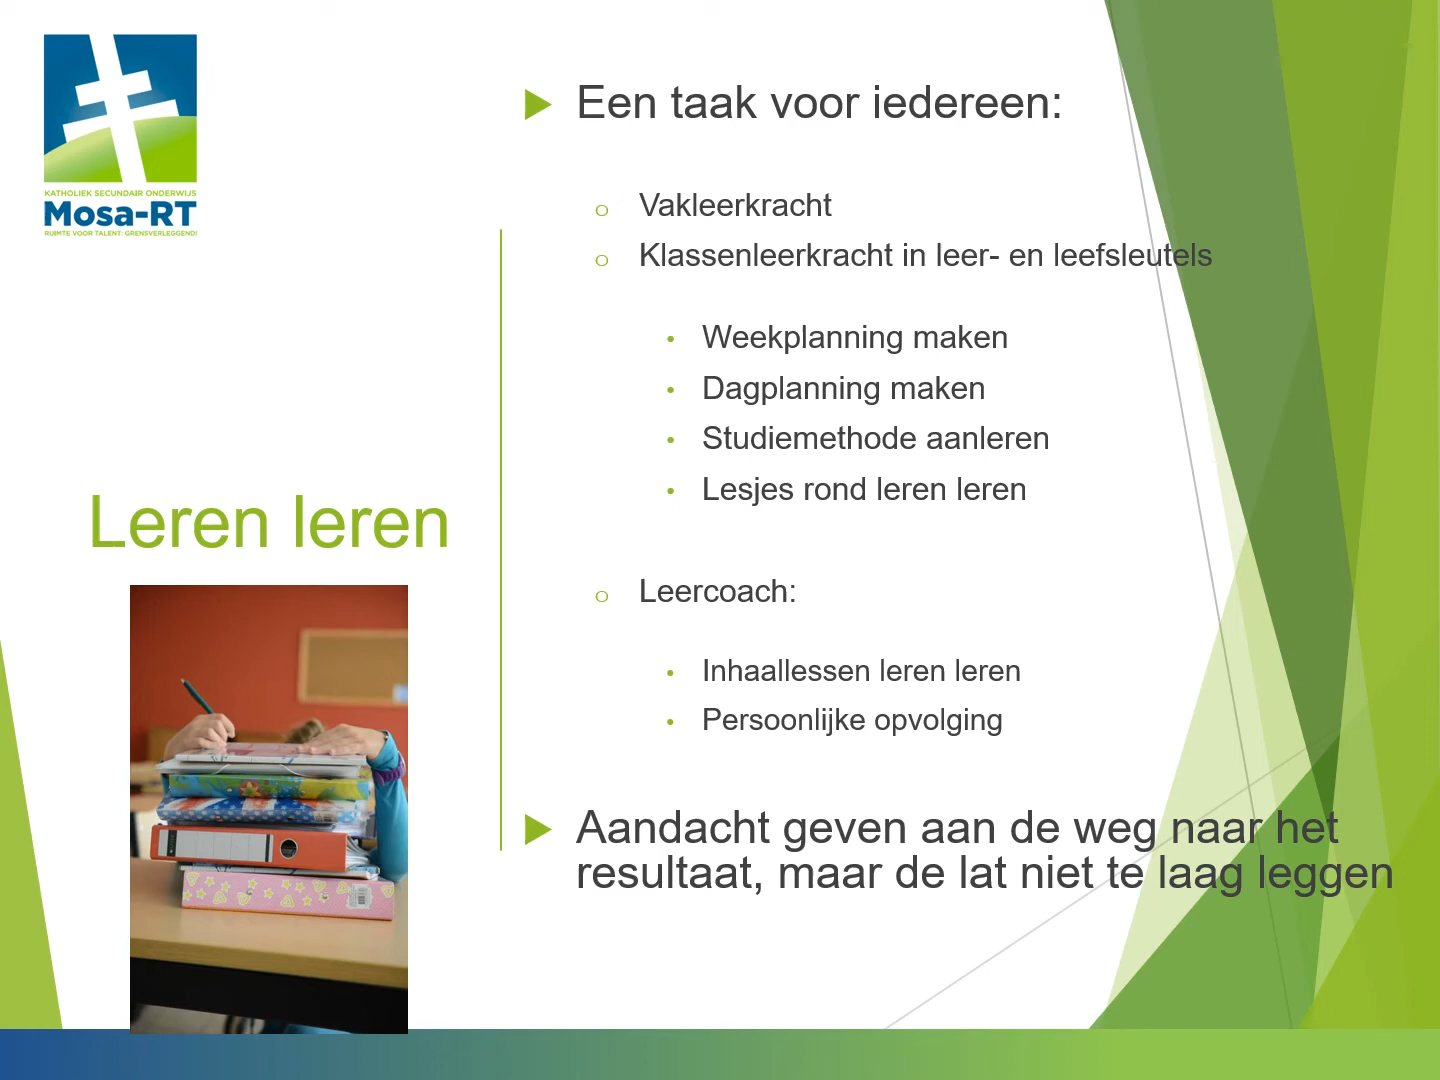 KATHOLIEK SECUNDAIR ONDERWIJS
Mosa-RT
RUIMTE VOOR TALENT: GRENSVERLEGGEND!
Leren leren
Een taak voor iedereen:
Vakleerkracht
Klassenleerkracht in leer- en leefsleutels
Weekplanning maken
Dagplanning maken
Studiemethode aanleren
Lesjes rond leren leren
Leercoach:
Inhaallessen leren leren
Persoonlijke opvolging
Aandacht geven aan de weg naar het
resultaat, maar de lat niet te laag leggen